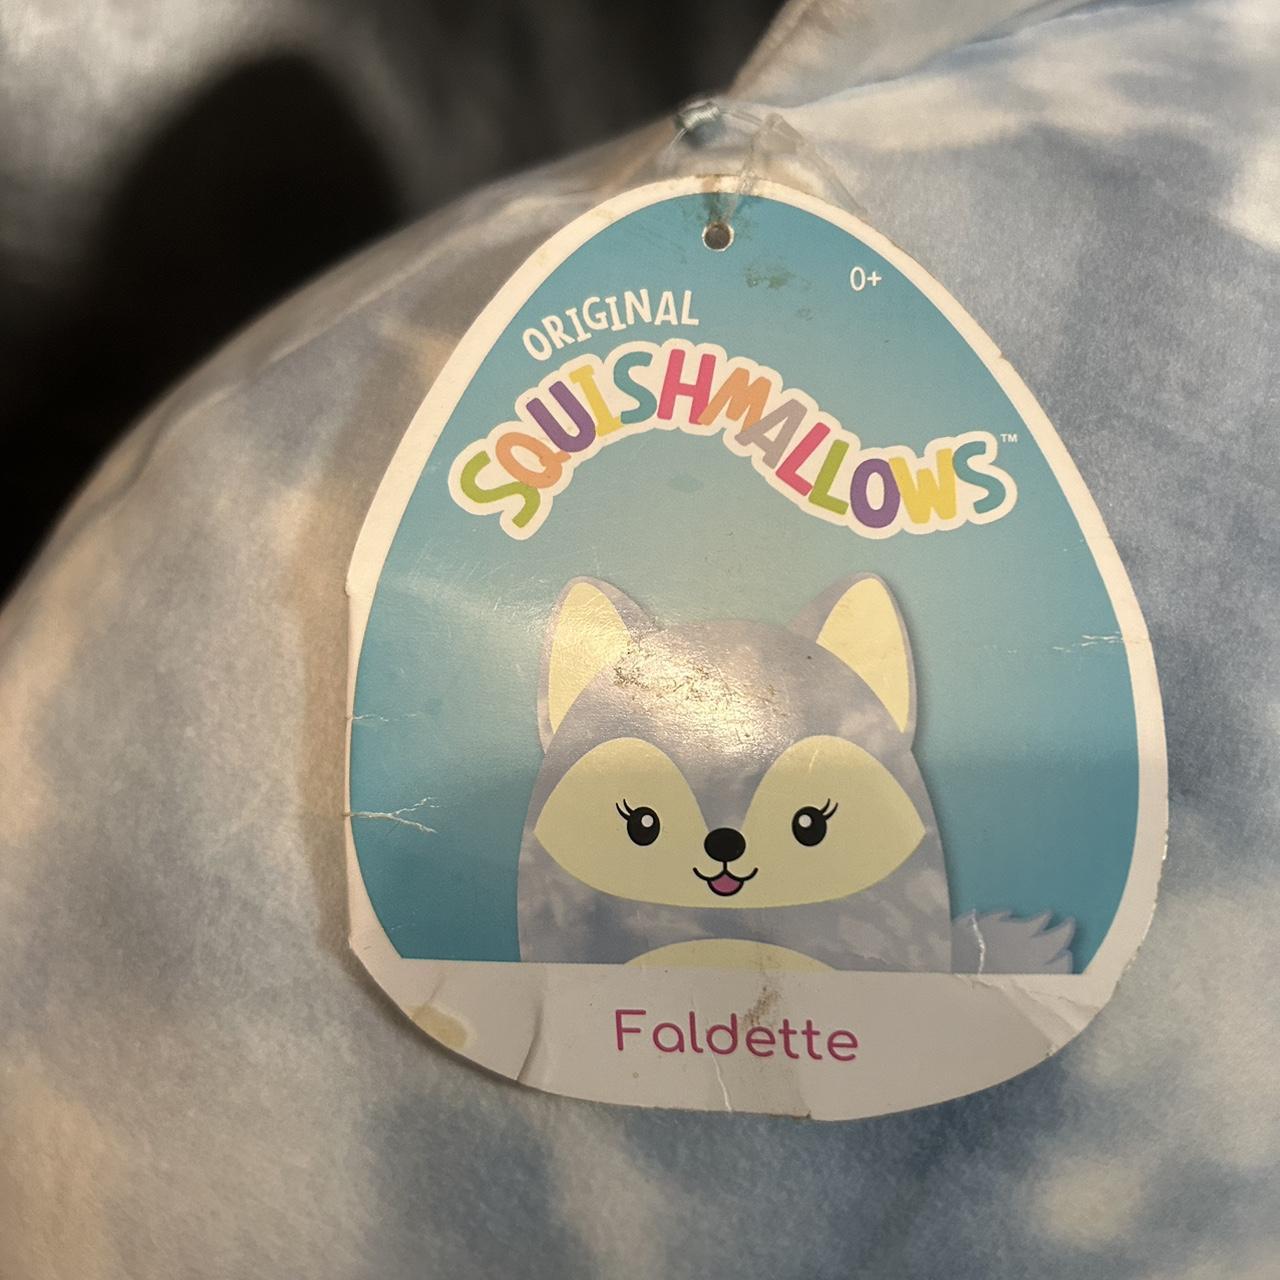 0+
ORIGINAL
SQUISHMALLOWS™
Faldette